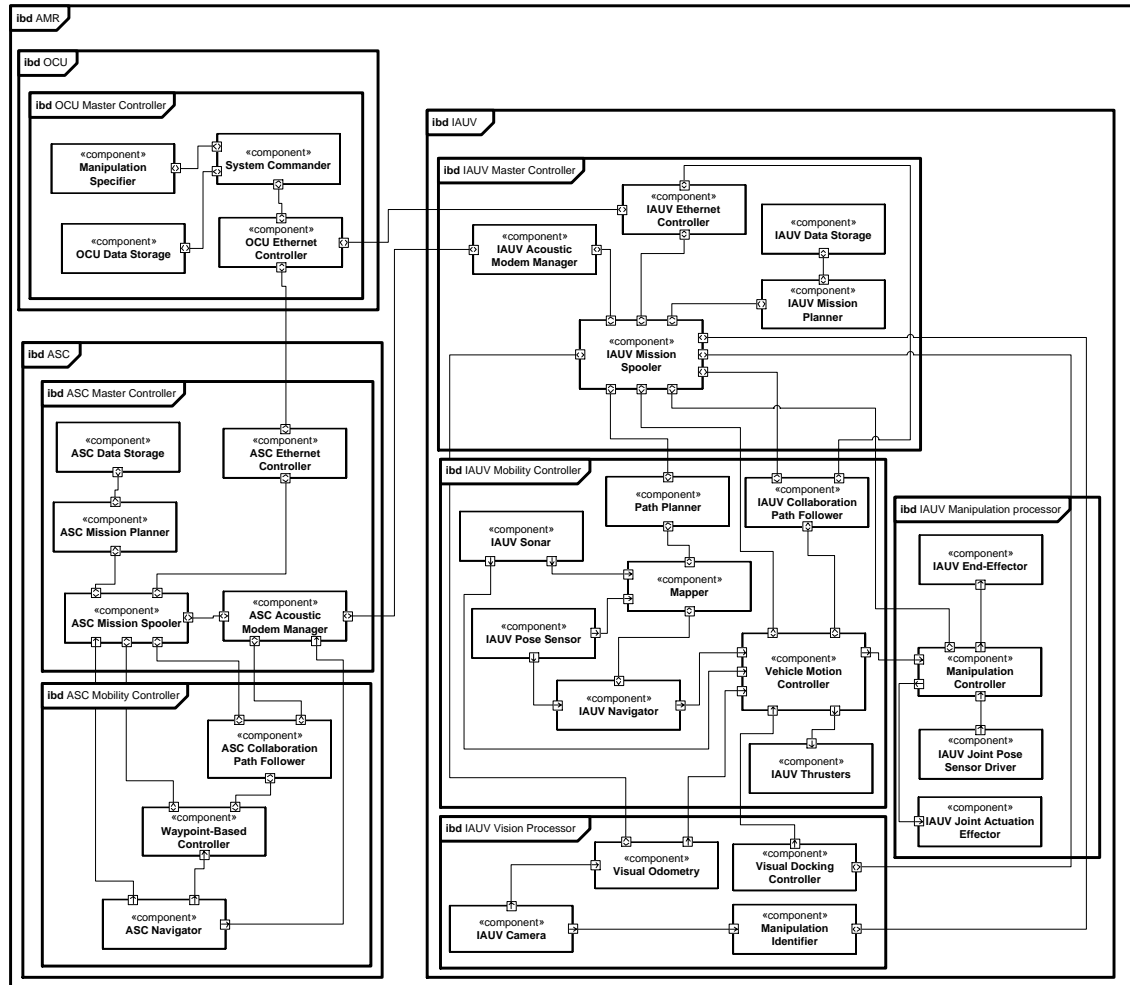 ibd AMR
ibd OCU
ibd OCU Master Controller
«component»
Manipulation
Specifier
«component»
System Commander
«component»
OCU Data Storage
«component»
OCU Ethernet
Controller
ibd ASC
ibd ASC Master Controller
«component»
ASC Data Storage
«component»
ASC Ethernet
Controller
«component»
ASC Mission Planner
«component»
ASC Mission Spooler
«component»
ASC Acoustic
Modem Manager
ibd ASC Mobility Controller
«component»
ASC Collaboration
Path Follower
«component»
Waypoint-Based
Controller
«component»
ASC Navigator
ibd IAUV
ibd IAUV Master Controller
«component»
IAUV Ethernet
Controller
«component»
IAUV Data Storage
«component»
IAUV Acoustic
Modem Manager
«component»
IAUV Mission
Planner
«component»
IAUV Mission
Spooler
ibd IAUV Mobility Controller
«component»
Path Planner
«component»
IAUV Collaboration
Path Follower
«component»
IAUV Sonar
«component»
Mapper
«component»
IAUV Pose Sensor
«component»
Vehicle Motion
Controller
«component»
IAUV Navigator
«component»
IAUV Thrusters
ibd IAUV Manipulation processor
«component»
IAUV End-Effector
«component»
Manipulation
Controller
«component»
IAUV Joint Pose
Sensor Driver
«component»
IAUV Joint Actuation
Effector
ibd IAUV Vision Processor
«component»
Visual Odometry
«component»
Visual Docking
Controller
«component»
IAUV Camera
«component»
Manipulation
Identifier